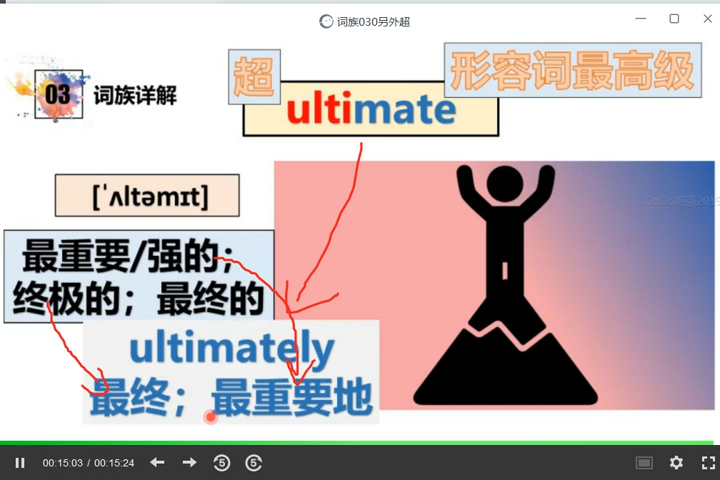 词族030另外超
03 词族详解
超
形容词最高级
ultimate
[ˈʌltəmɪt]
最重要/强的；
终极的；最终的
ultimately
最终；最重要地
00:15:03 / 00:15:24
5 5